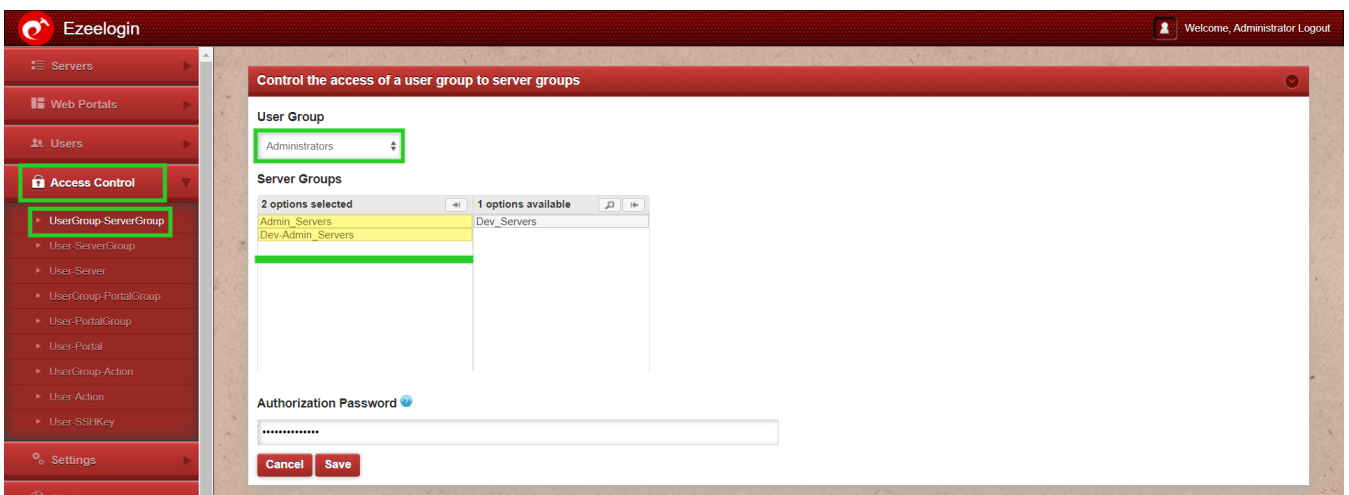 Ezeelogin
Welcome, Administrator Logout
Servers
Web Portals
Users
Access Control
UserGroup-ServerGroup
User-ServerGroup
User-Server
UserGroup-PortalGroup
User-PortalGroup
User-Portal
UserGroup-Action
User-Action
User-SSHKey
Settings
Control the access of a user group to server groups
User Group
Administrators
Server Groups
2 options selected
1 options available
Admin_Servers
Dev_Servers
Dev-Admin_Servers
Authorization Password
••••••••••••••
Cancel Save